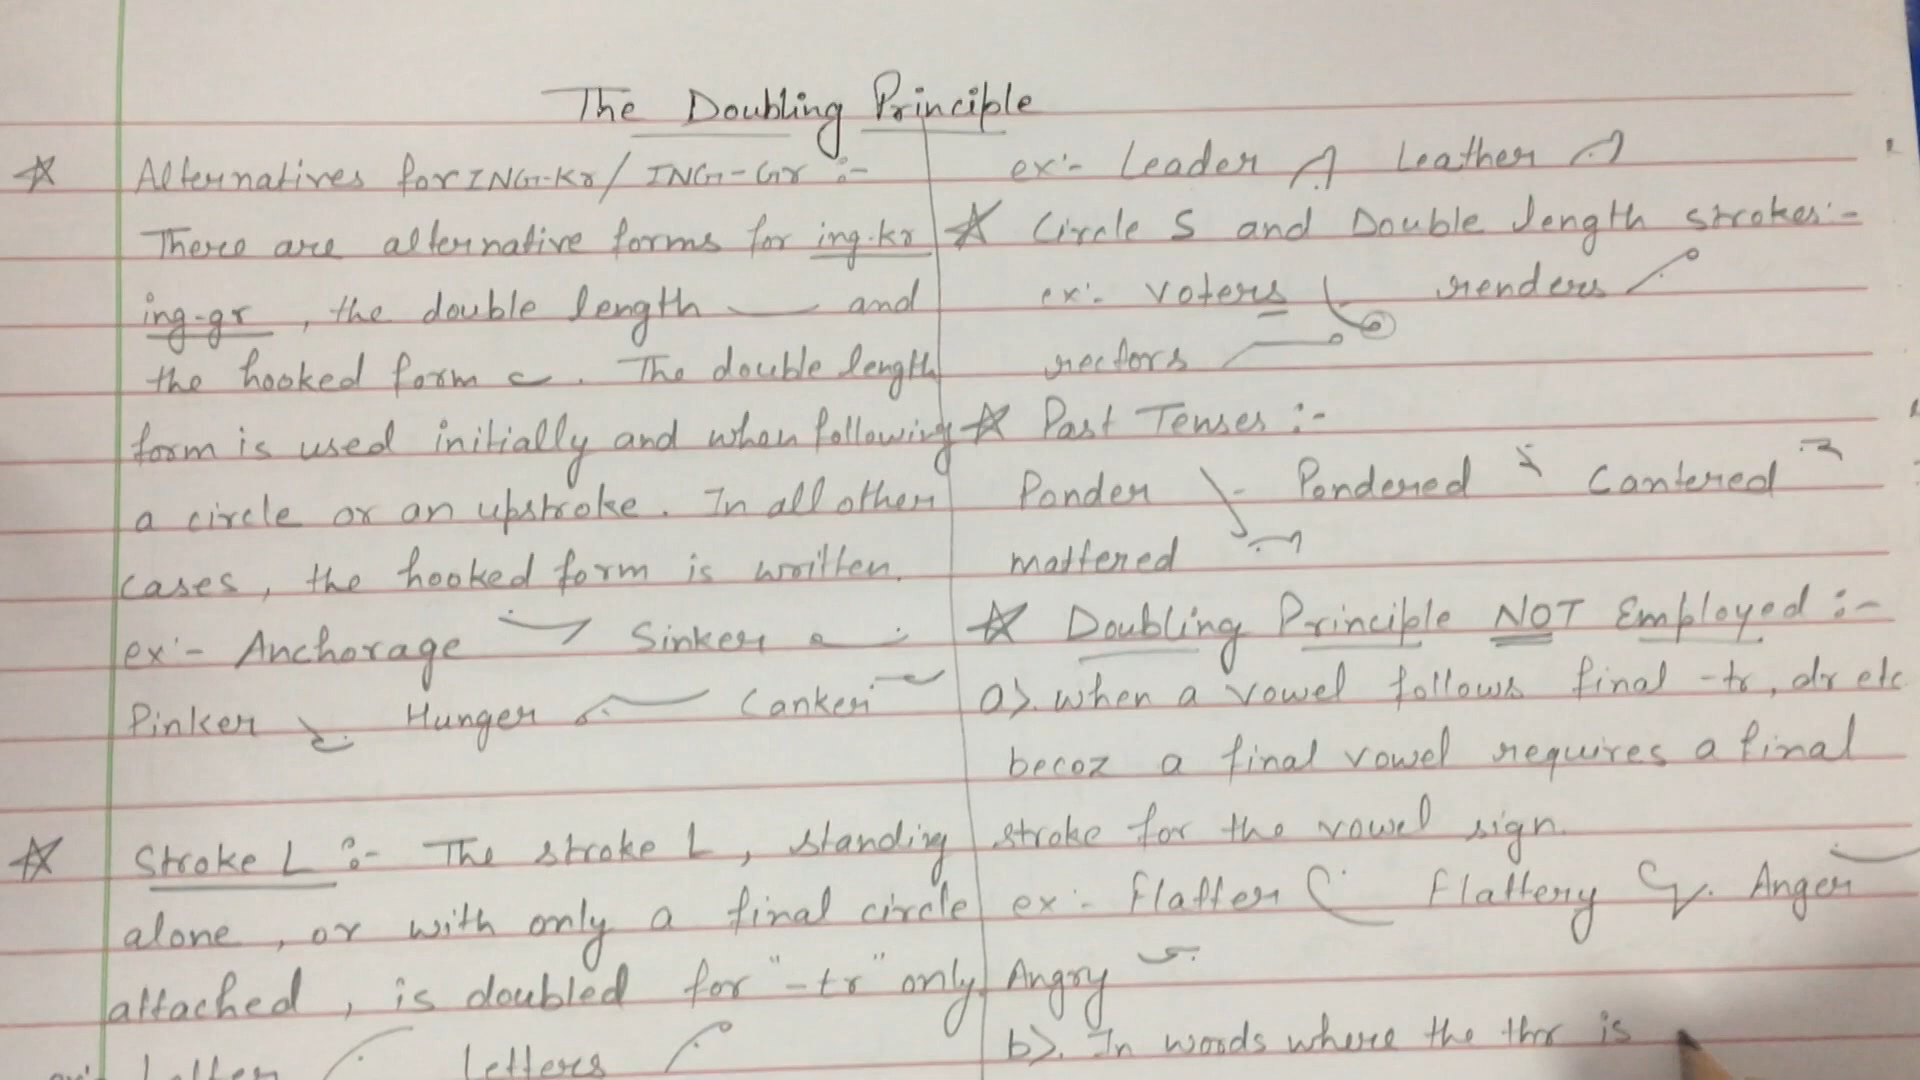 The Doubling Principle
☆ Alternatives for ING-Kr / ING-Gr :-
There are alternative forms for ing-kr
ing-gr, the double length and
the hooked form. The double length
form is used initially and when following
a circle or an upstroke. In all other
cases, the hooked form is written.
ex:- Anchorage Sinker
Pinker Hunger Canker
☆ Stroke L :- The stroke L, standing
alone, or with only a final circle
attached, is doubled for "-tr" only
ex:- Letter Letters
ex:- Leader Leather
☆ Circle S and Double length strokes:-
ex:- voters renders
rectors
☆ Past Tenses :-
Ponder Pondered Cantered
mattered
☆ Doubling Principle NOT Employed :-
a). when a vowel follows final -tr, dr etc
becoz a final vowel requires a final
stroke for the vowel sign.
ex:- Flatter Flattery Anger
Angry
b). In words where the thr is